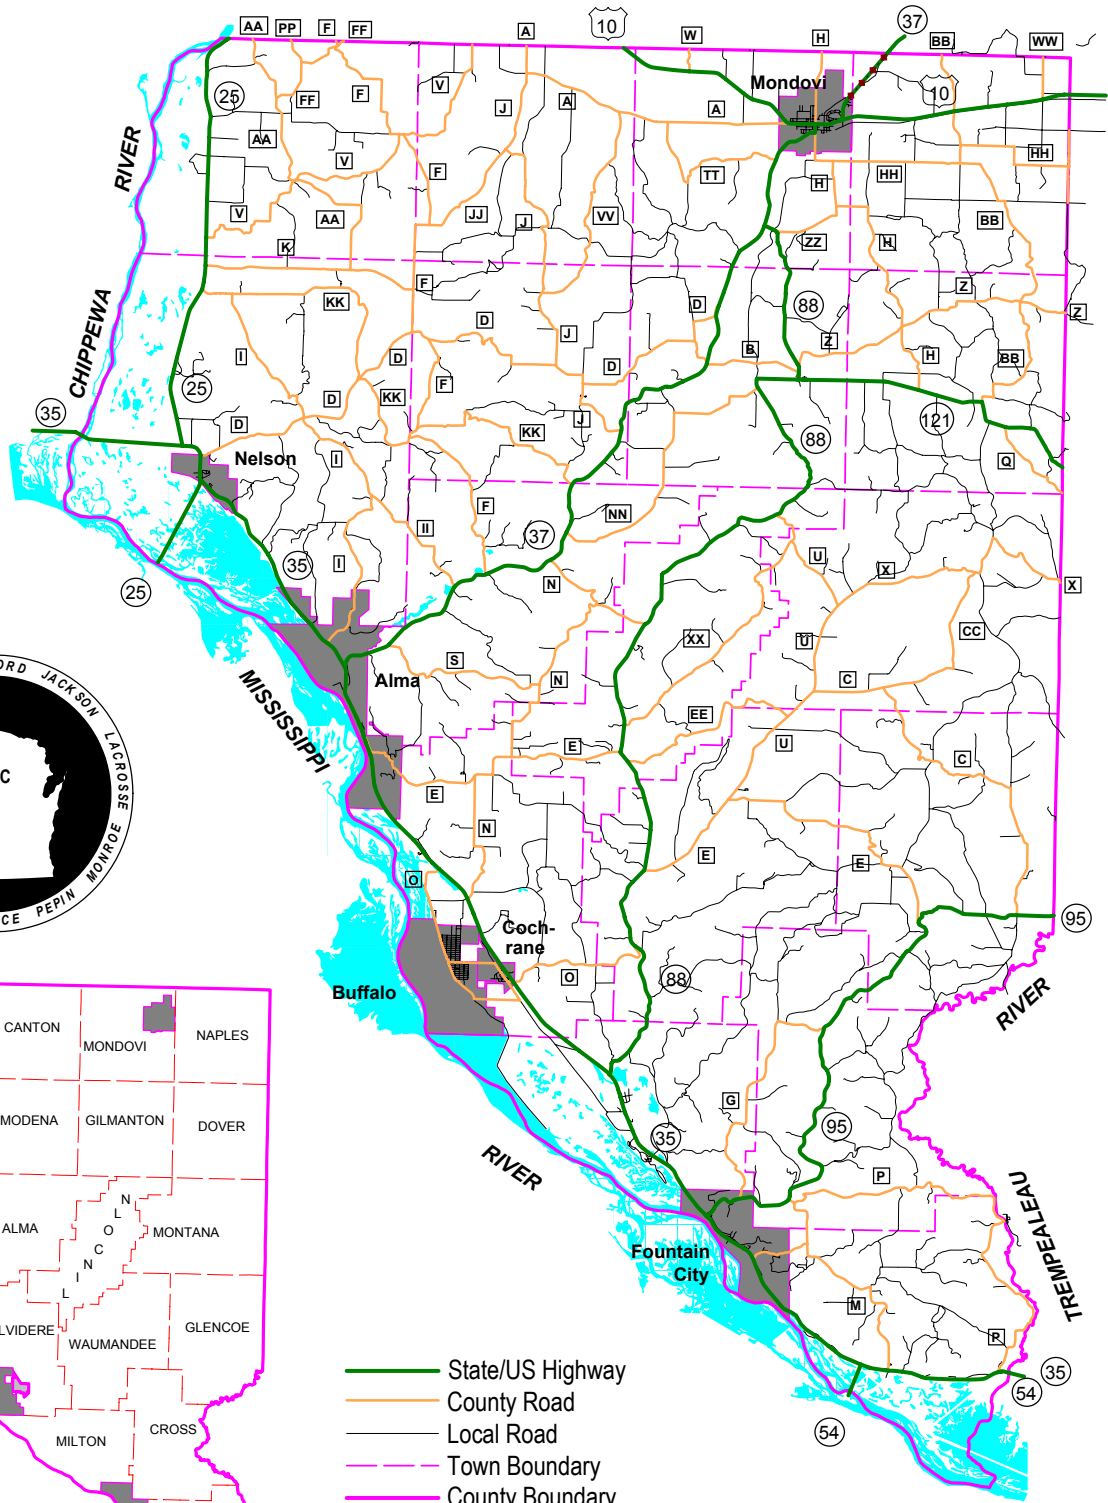 AA
PP
F
FF
A
10
W
H
37
BB
WW
Mondovi
25
FF
F
V
J
A
A
10
AA
V
F
TT
H
HH
HH
RIVER
V
AA
JJ
J
VV
ZZ
H
BB
K
F
KK
D
J
D
88
Z
Z
CHIPPEWA
I
D
F
D
B
Z
H
BB
25
35
D
D
KK
KK
J
88
121
Nelson
I
F
NN
Q
II
37
35
I
N
U
X
X
25
S
XX
U
CC
Alma
N
C
MISSISSIPPI
EE
E
U
C
E
N
E
E
O
Coch-
rane
95
Buffalo
O
88
RIVER
G
35
95
RIVER
P
TREMPEALEAU
Fountain
City
M
P
35
54
54
ORD JACKSON LACROSSE
MONROE
PEPIN
CE
C
CANTON
MONDOVI
NAPLES
MODENA
GILMANTON
DOVER
ALMA
LINCOLN
MONTANA
LVIDERE
WAUMANDEE
GLENCOE
MILTON
CROSS
State/US Highway
County Road
Local Road
Town Boundary
County Boundary